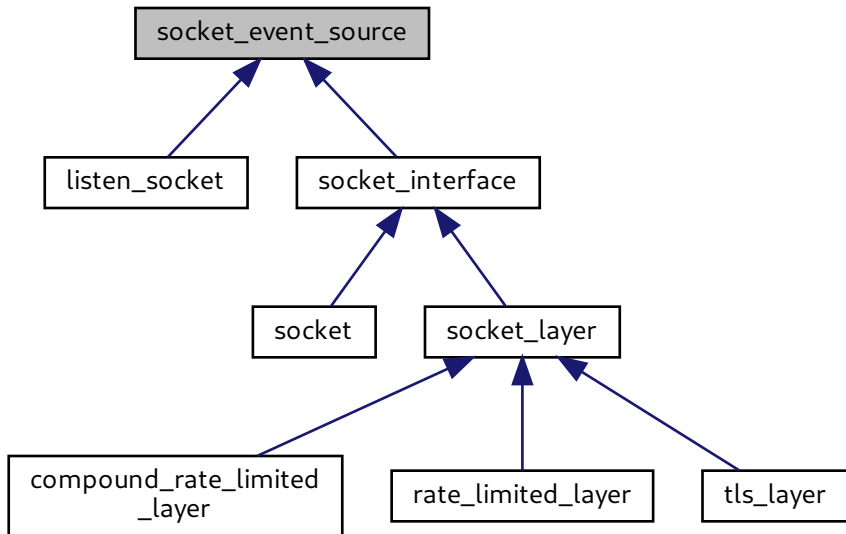 socket_event_source
listen_socket
socket_interface
socket
socket_layer
compound_rate_limited
_layer
rate_limited_layer
tls_layer